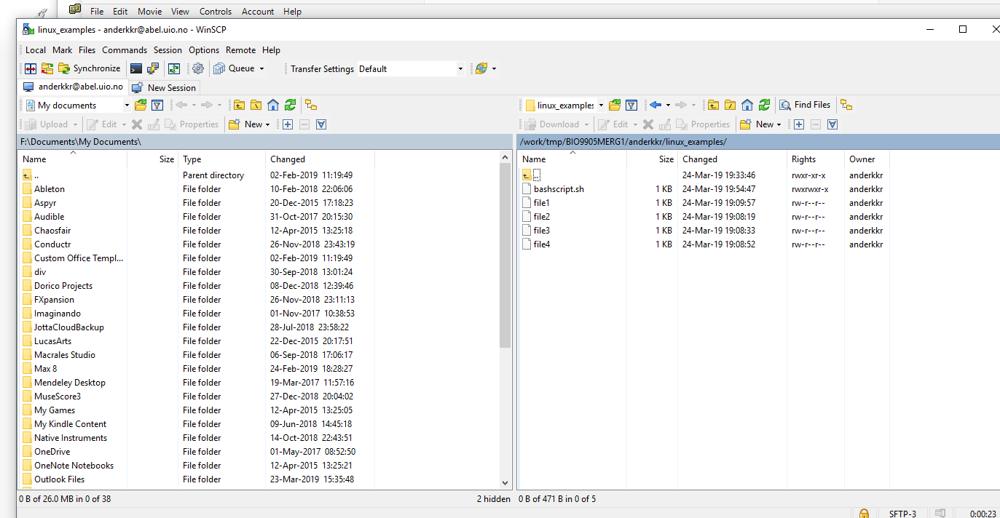 File Edit Movie View Controls Account Help
linux_examples - anderkkr@abel.uio.no - WinSCP
Local Mark Files Commands Session Options Remote Help
Synchronize Queue Transfer Settings Default
anderkkr@abel.uio.no New Session
My documents linux_examples Find Files
Upload Edit Properties New Download Edit Properties New
F:\Documents\My Documents\ /work/tmp/BIO9905MERG1/anderkkr/linux_examples/
Name Size Type Changed Name Size Changed Rights Owner
.. Parent directory 02-Feb-2019 11:19:49 .. 24-Mar-19 19:33:46 rwxr-xr-x anderkkr
Ableton File folder 10-Feb-2018 22:06:06 bashscript.sh 1 KB 24-Mar-19 19:54:47 rwxrwxr-x anderkkr
Aspyr File folder 20-Dec-2015 17:18:23 file1 1 KB 24-Mar-19 19:09:57 rw-r--r-- anderkkr
Audible File folder 31-Oct-2017 20:15:30 file2 1 KB 24-Mar-19 19:08:19 rw-r--r-- anderkkr
Chaosfair File folder 12-Apr-2015 13:25:18 file3 1 KB 24-Mar-19 19:08:33 rw-r--r-- anderkkr
Conductr File folder 26-Nov-2018 23:43:19 file4 1 KB 24-Mar-19 19:08:52 rw-r--r-- anderkkr
Custom Office Templ... File folder 02-Feb-2019 11:19:49
div File folder 30-Sep-2018 13:01:24
Dorico Projects File folder 08-Dec-2018 12:39:46
FXpansion File folder 26-Nov-2018 23:11:13
Imaginando File folder 01-Nov-2017 10:38:53
JottaCloudBackup File folder 28-Jul-2018 23:58:22
LucasArts File folder 22-Dec-2015 20:17:51
Macrales Studio File folder 06-Sep-2018 17:06:17
Max 8 File folder 24-Feb-2019 18:28:27
Mendeley Desktop File folder 19-Mar-2017 11:57:16
MuseScore3 File folder 27-Dec-2018 20:04:02
My Games File folder 12-Apr-2015 13:25:05
My Kindle Content File folder 09-Jun-2018 14:45:18
Native Instruments File folder 14-Oct-2018 22:43:51
OneDrive File folder 01-May-2017 08:52:50
OneNote Notebooks File folder 12-Apr-2015 13:25:21
Outlook Files File folder 23-Mar-2019 15:35:48
0 B of 26.0 MB in 0 of 38 2 hidden 0 B of 471 B in 0 of 5
SFTP-3 0:00:23